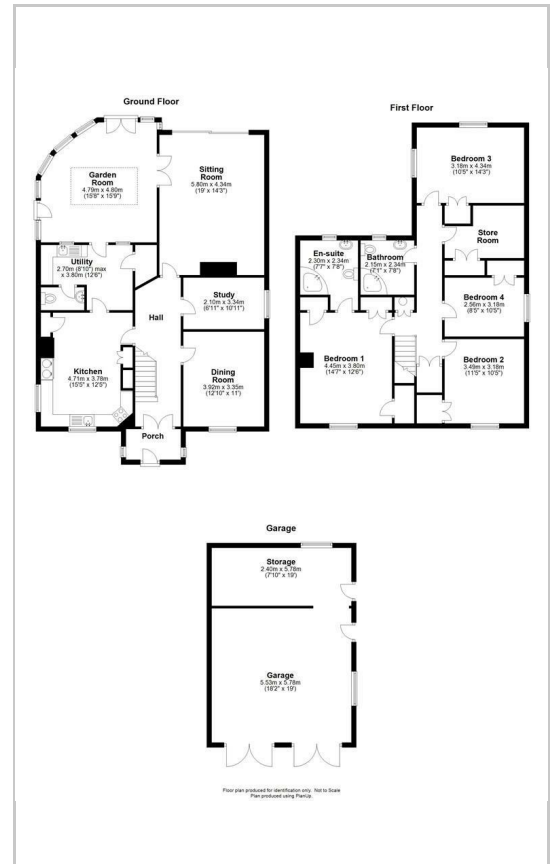 Ground Floor
Garden
Room
4.79m x 4.80m
(15'8" x 15'9")
Sitting
Room
5.80m x 4.34m
(19' x 14'3")
Utility
2.70m (8'10") max
x 3.80m (12'6")
Hall
Study
2.10m x 3.34m
(6'11" x 10'11")
Kitchen
4.71m x 3.78m
(15'5" x 12'5")
Dining
Room
3.92m x 3.35m
(12'10" x 11')
Porch
First Floor
Bedroom 3
3.18m x 4.34m
(10'5" x 14'3")
Store
Room
En-suite
2.30m x 2.34m
(7'7" x 7'8")
Bathroom
2.15m x 2.34m
(7'1" x 7'8")
Bedroom 4
2.56m x 3.18m
(8'5" x 10'5")
Bedroom 1
4.45m x 3.80m
(14'7" x 12'6")
Bedroom 2
3.49m x 3.18m
(11'5" x 10'5")
Garage
Storage
2.40m x 5.78m
(7'10" x 19')
Garage
5.53m x 5.78m
(18'2" x 19')
Floor plan produced for identification only. Not to Scale
Plan produced using PlanUp.